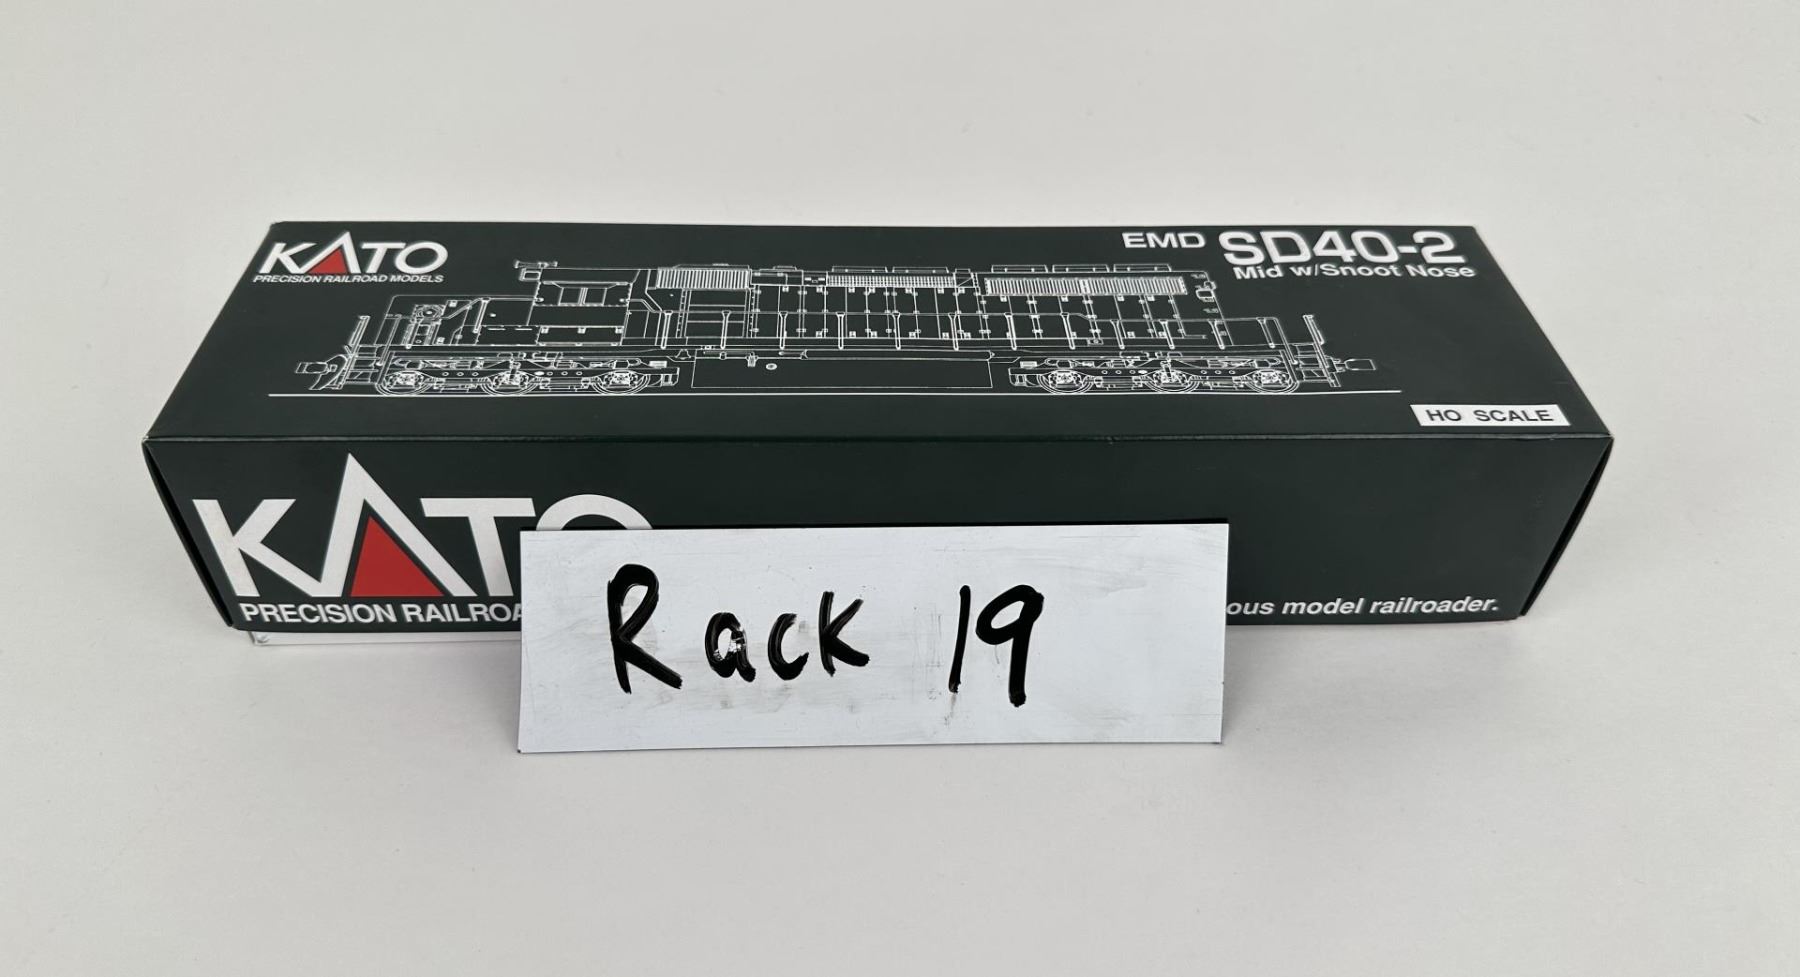 KATO
PRECISION RAILROAD MODELS
EMD SD40-2
Mid w/Snoot Nose
HO SCALE
KATO
PRECISION RAILROA
ous model railroader.
Rack 19